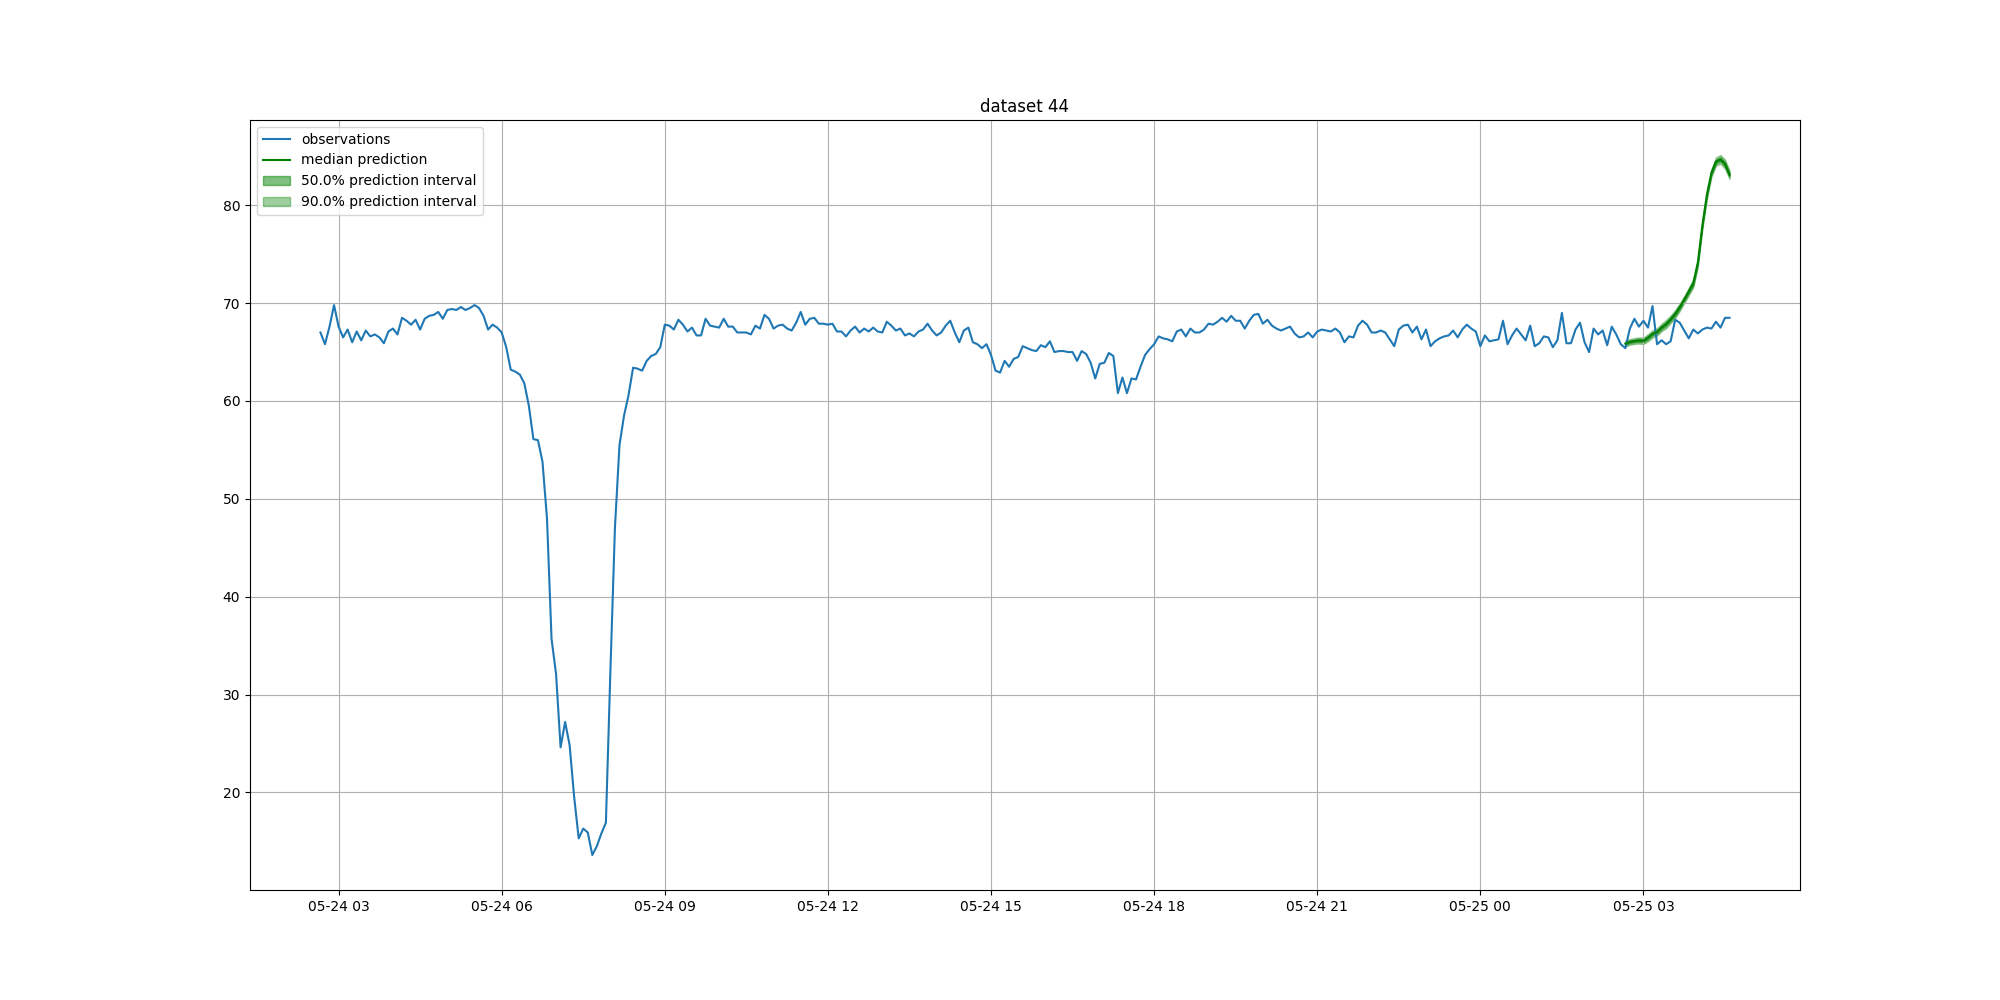 dataset 44
observations
median prediction
50.0% prediction interval
90.0% prediction interval
80
70
60
50
40
30
20
05-24 03 05-24 06 05-24 09 05-24 12 05-24 15 05-24 18 05-24 21 05-25 00 05-25 03